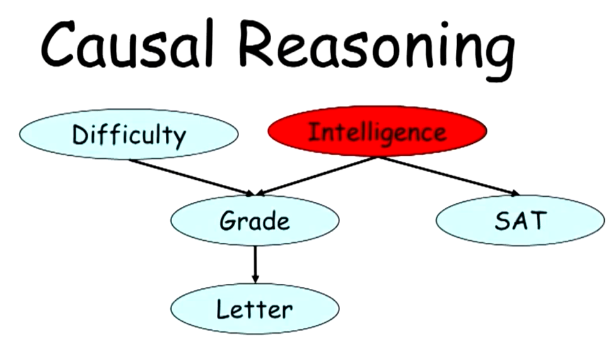 Causal Reasoning
Difficulty
Intelligence
Grade
SAT
Letter